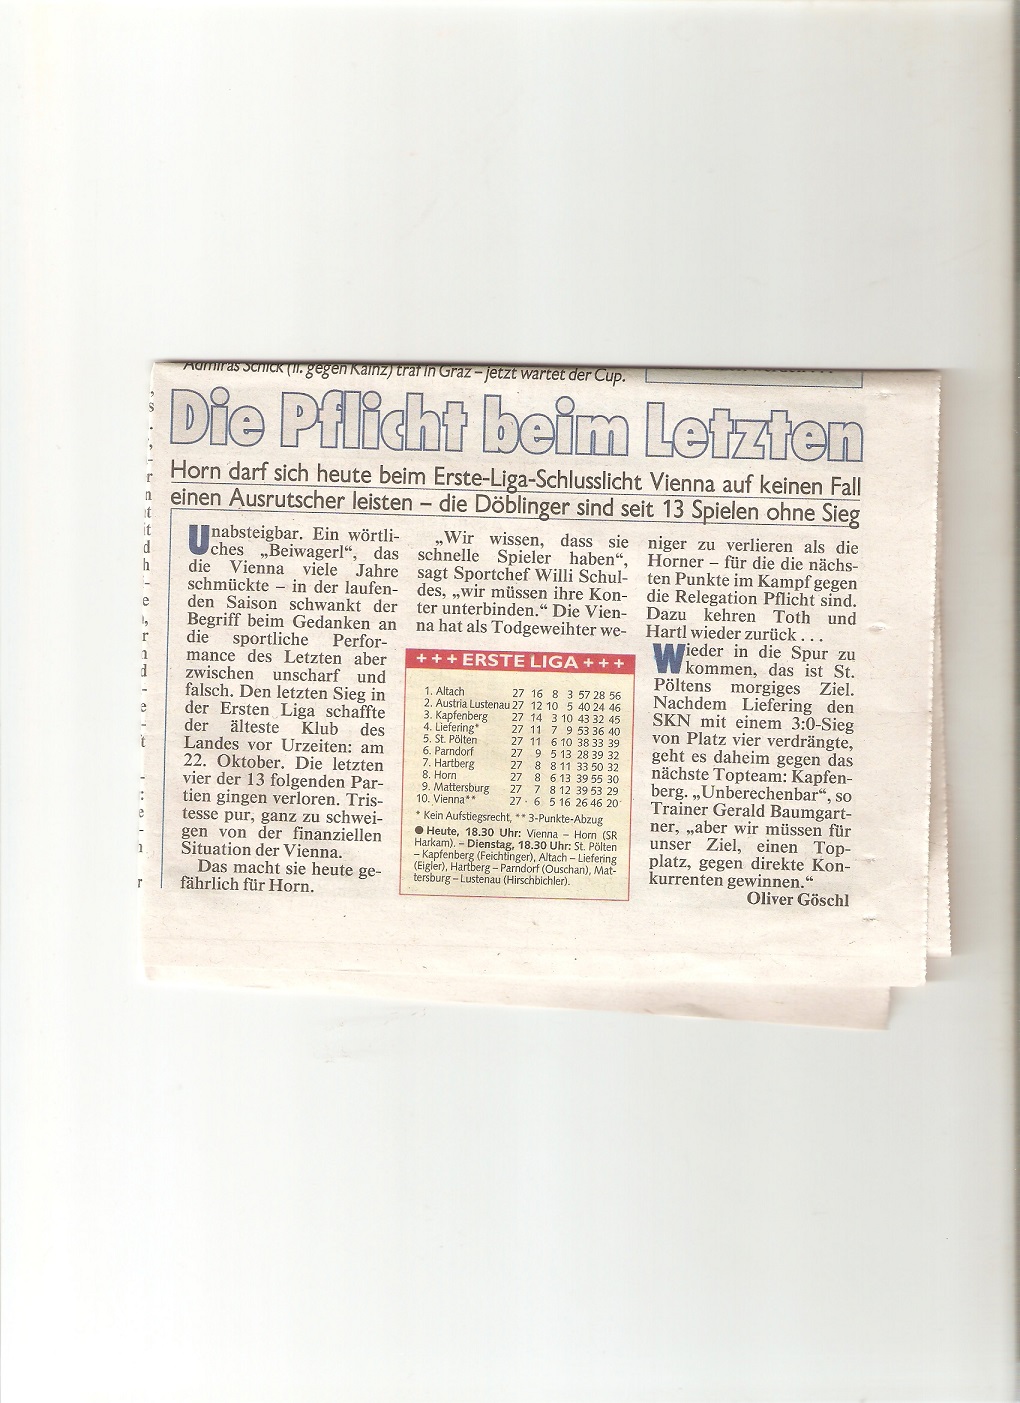 Admiras Schick (li. gegen Kainz) traf in Graz – jetzt wartet der Cup.
Die Pflicht beim Letzten
Horn darf sich heute beim Erste-Liga-Schlusslicht Vienna auf keinen Fall
einen Ausrutscher leisten – die Döblinger sind seit 13 Spielen ohne Sieg
Unabsteigbar. Ein wörtli-
ches „Beiwagerl“, das
die Vienna viele Jahre
schmückte – in der laufen-
den Saison schwankt der
Begriff beim Gedanken an
die sportliche Perfor-
mance des Letzten aber
zwischen unscharf und
falsch. Den letzten Sieg in
der Ersten Liga schaffte
der älteste Klub des
Landes vor Urzeiten: am
22. Oktober. Die letzten
vier der 13 folgenden Par-
tien gingen verloren. Tris-
tesse pur, ganz zu schwei-
gen von der finanziellen
Situation der Vienna.
Das macht sie heute ge-
fährlich für Horn.
„Wir wissen, dass sie
schnelle Spieler haben“,
sagt Sportchef Willi Schul-
des, „wir müssen ihre Kon-
ter unterbinden.“ Die Vien-
na hat als Todgeweihter we-
+ + + ERSTE LIGA + + +
1. Altach 27 16 8 3 57 28 56
2. Austria Lustenau 27 12 10 5 40 24 46
3. Kapfenberg 27 14 3 10 43 32 45
4. Liefering* 27 11 7 9 53 36 40
5. St. Pölten 27 11 6 10 38 33 39
6. Parndorf 27 9 5 13 28 39 32
7. Hartberg 27 8 8 11 33 50 32
8. Horn 27 8 6 13 39 55 30
9. Mattersburg 27 7 8 12 39 53 29
10. Vienna** 27 6 5 16 26 46 20
* Kein Aufstiegsrecht, ** 3-Punkte-Abzug
● Heute, 18.30 Uhr: Vienna – Horn (SR
Harkam). – Dienstag, 18.30 Uhr: St. Pölten
– Kapfenberg (Feichtinger), Altach – Liefering
(Eigler), Hartberg – Parndorf (Ouschan), Mat-
tersburg – Lustenau (Hirschbichler).
niger zu verlieren als die
Horner – für die die nächs-
ten Punkte im Kampf gegen
die Relegation Pflicht sind.
Dazu kehren Toth und
Hartl wieder zurück . . .
Wieder in die Spur zu
kommen, das ist St.
Pöltens morgiges Ziel.
Nachdem Liefering den
SKN mit einem 3:0-Sieg
von Platz vier verdrängte,
geht es daheim gegen das
nächste Topteam: Kapfen-
berg. „Unberechenbar“, so
Trainer Gerald Baumgart-
ner, „aber wir müssen für
unser Ziel, einen Top-
platz, gegen direkte Kon-
kurrenten gewinnen.“
Oliver Göschl